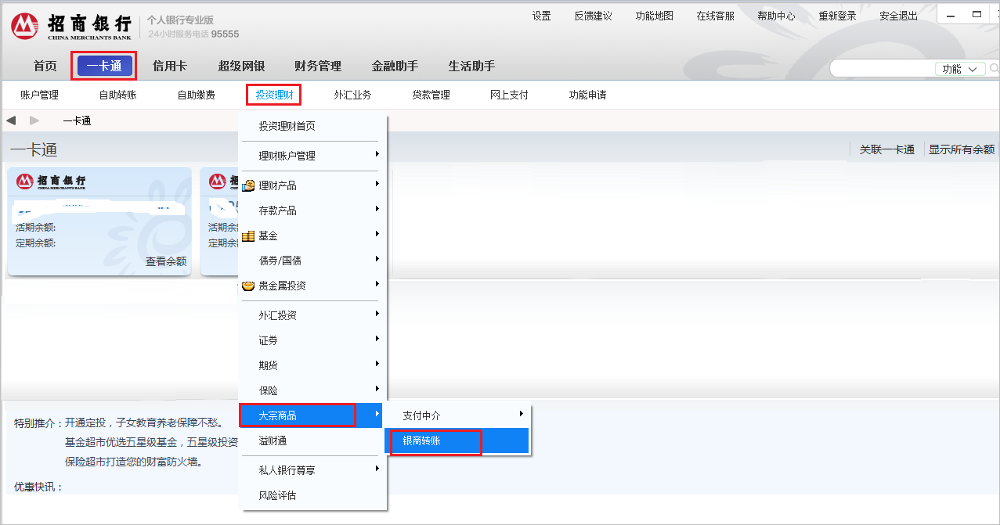 招商银行
CHINA MERCHANTS BANK
个人银行专业版
24小时服务电话 95555
设置 反馈建议 功能地图 在线客服 帮助中心 重新登录 安全退出
首页 一卡通 信用卡 超级网银 财务管理 金融助手 生活助手
功能
账户管理 自助转账 自助缴费 投资理财 外汇业务 贷款管理 网上支付 功能申请
一卡通
一卡通
关联一卡通 显示所有余额
招商银行
CHINA MERCHANTS BANK
活期余额:
定期余额:
查看余额
招
活期余
定期余
投资理财首页
理财账户管理
理财产品
存款产品
基金
债券/国债
贵金属投资
外汇投资
证券
期货
保险
大宗商品
溢财通
私人银行尊享
风险评估
支付中介
银商转账
特别推介：开通定投，子女教育养老保障不愁。
基金超市优选五星级基金，五星级投资
保险超市打造您的财富防火墙。
优惠快讯：